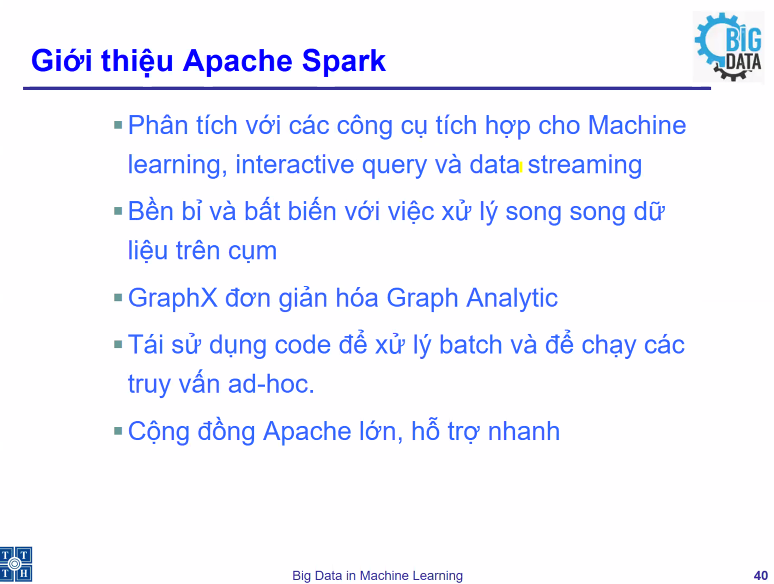 BIG
DATA
Giới thiệu Apache Spark
Phân tích với các công cụ tích hợp cho Machine
learning, interactive query và data streaming
Bền bỉ và bất biến với việc xử lý song song dữ
liệu trên cụm
GraphX đơn giản hóa Graph Analytic
Tái sử dụng code để xử lý batch và để chạy các
truy vấn ad-hoc.
Cộng đồng Apache lớn, hỗ trợ nhanh
T T
T H
Big Data in Machine Learning
40